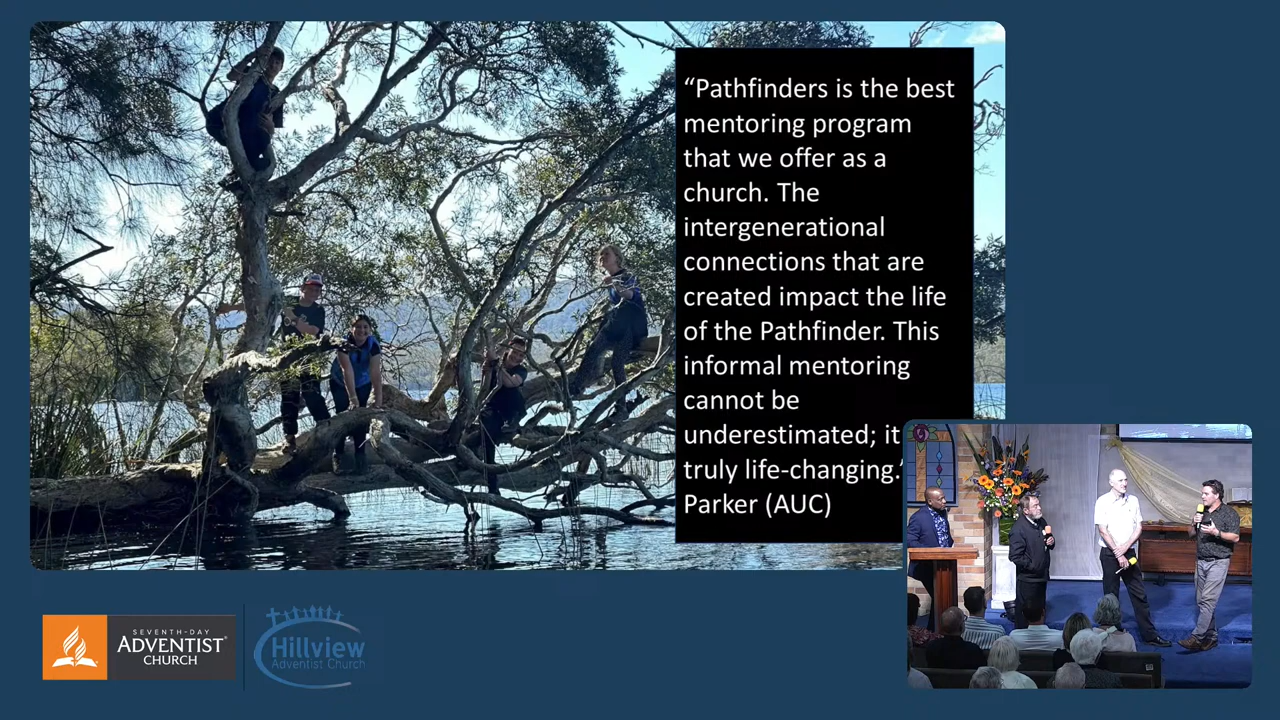 “Pathfinders is the best
mentoring program
that we offer as a
church. The
intergenerational
connections that are
created impact the life
of the Pathfinder. This
informal mentoring
cannot be
underestimated; it
truly life-changing.
Parker (AUC)
SEVENTH-DAY
ADVENTIST®
CHURCH
Hillview
Adventist Church